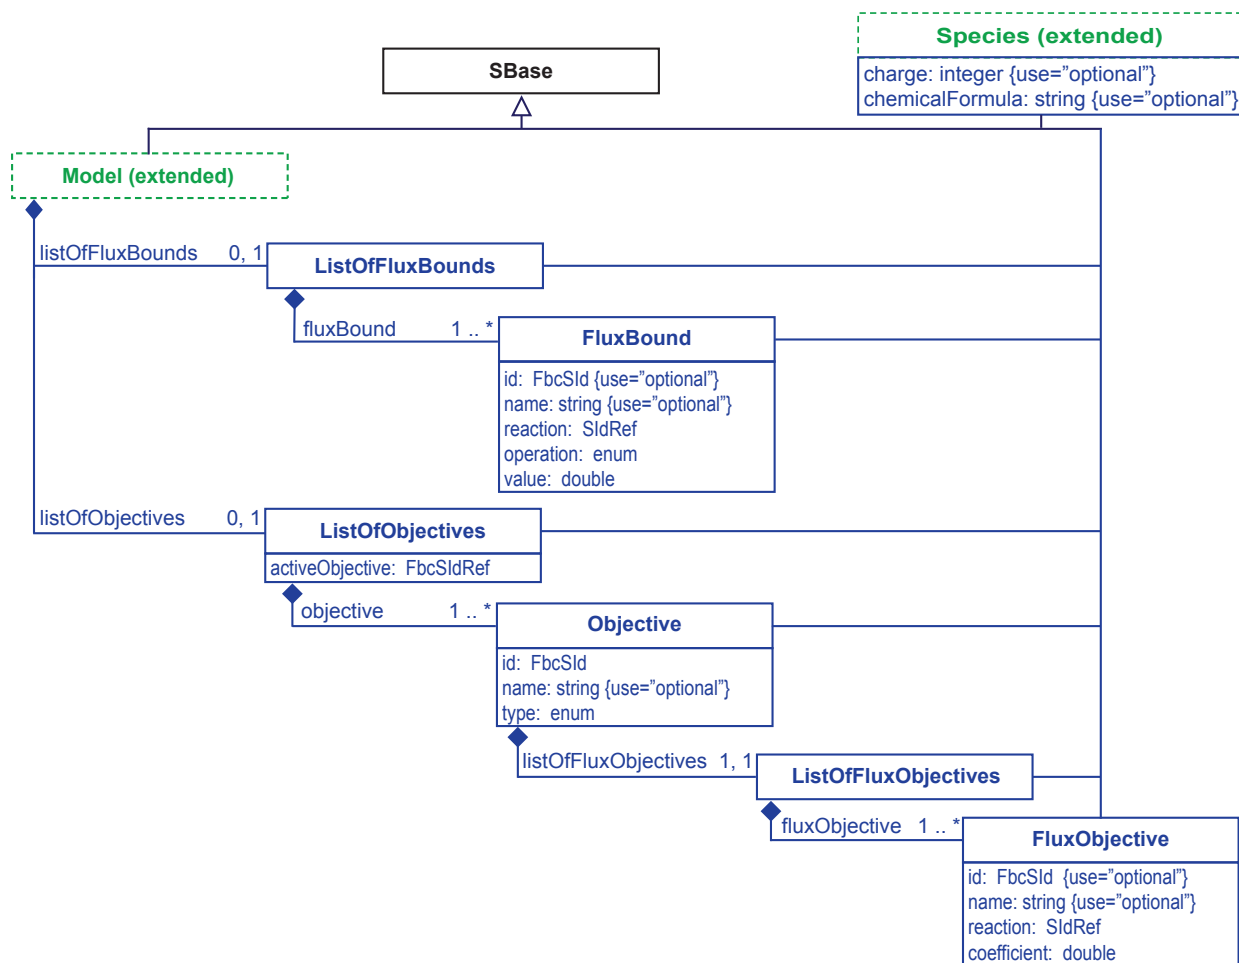 Species (extended)
charge: integer {use=”optional”}
chemicalFormula: string {use=”optional”}
SBase
Model (extended)
listOfFluxBounds 0, 1
ListOfFluxBounds
fluxBound 1 .. *
FluxBound
id: FbcSId {use=”optional”}
name: string {use=”optional”}
reaction: SIdRef
operation: enum
value: double
listOfObjectives 0, 1
ListOfObjectives
activeObjective: FbcSIdRef
objective 1 .. *
Objective
id: FbcSId
name: string {use=”optional”}
type: enum
listOfFluxObjectives 1, 1
ListOfFluxObjectives
fluxObjective 1 .. *
FluxObjective
id: FbcSId {use=”optional”}
name: string {use=”optional”}
reaction: SIdRef
coefficient: double